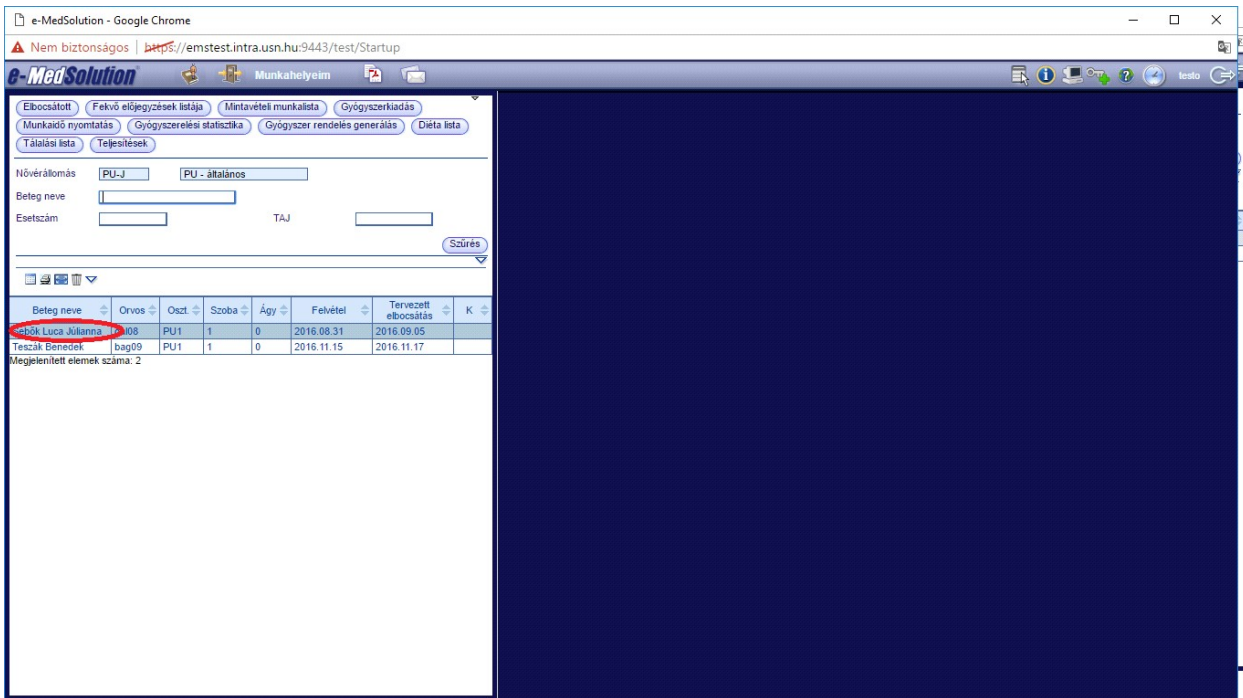 e-MedSolution - Google Chrome
Nem biztonságos | https://emstest.intra.usn.hu:9443/test/Startup
e-MedSolution Munkahelyeim testo
Elbocsátott Fekvő előjegyzések listája Mintavételi munkalista Gyógyszerkiadás
Munkaidő nyomtatás Gyógyszerelési statisztika Gyógyszer rendelés generálás Diéta lista
Tálalási lista Teljesítések
Nővérállomás PU-J PU - általános
Beteg neve
Esetszám TAJ
Szűrés
Beteg neve Orvos Oszt. Szoba Ágy Felvétel Tervezett elbocsátás K
Sebők Luca Júlianna PU1 1 0 2016.08.31 2016.09.05
Teszák Benedek bag09 PU1 1 0 2016.11.15 2016.11.17
Megjelenített elemek száma: 2